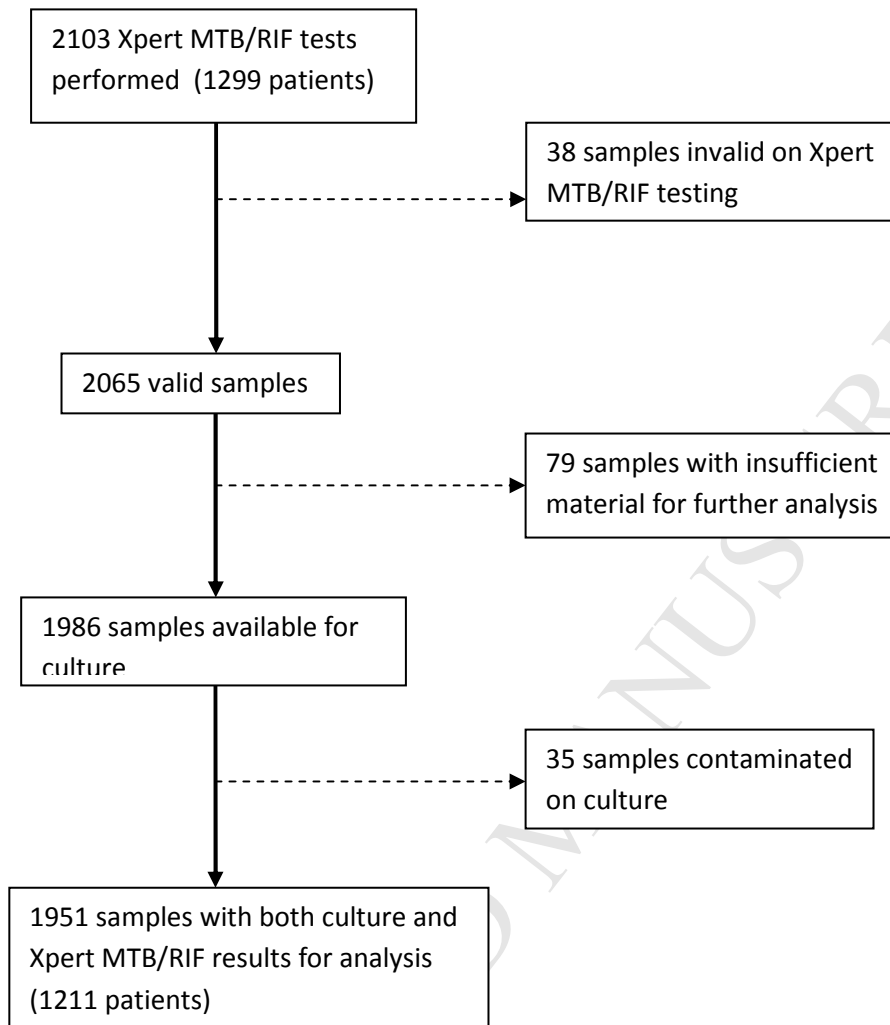 2103 Xpert MTB/RIF tests
performed (1299 patients)
38 samples invalid on Xpert
MTB/RIF testing
2065 valid samples
79 samples with insufficient
material for further analysis
1986 samples available for
culture
35 samples contaminated
on culture
1951 samples with both culture and
Xpert MTB/RIF results for analysis
(1211 patients)